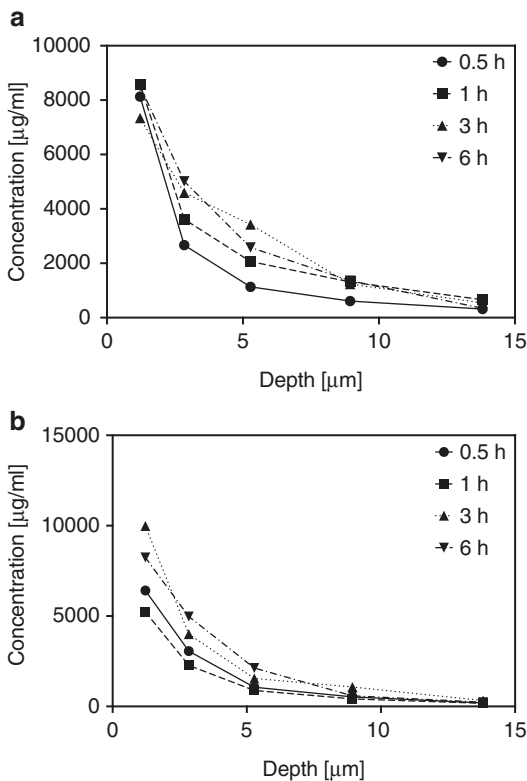 a
10000
8000
6000
4000
2000
0
Concentration [μg/ml]
0 5 10 15
Depth [μm]
0.5 h
1 h
3 h
6 h
b
15000
10000
5000
0
Concentration [μg/ml]
0 5 10 15
Depth [μm]
0.5 h
1 h
3 h
6 h